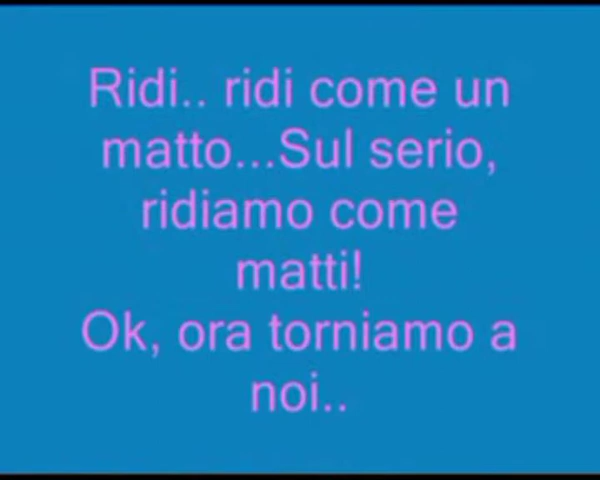 Ridi.. ridi come un
matto...Sul serio,
ridiamo come
matti!
Ok, ora torniamo a
noi..